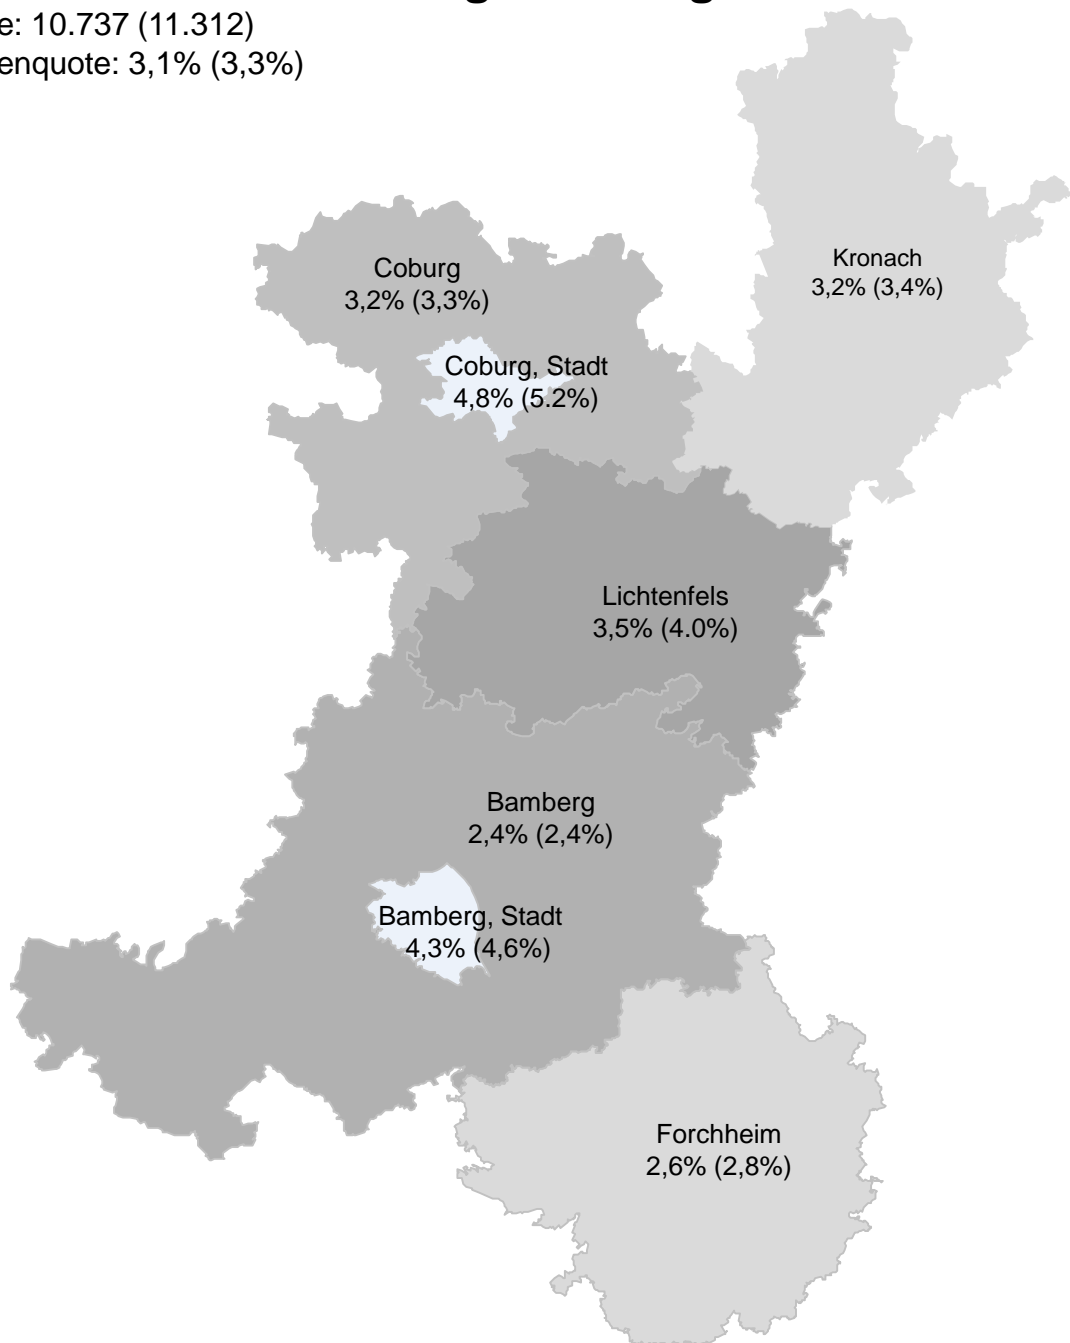 e: 10.737 (11.312)
enquote: 3,1% (3,3%)
Kronach
3,2% (3,4%)
Coburg
3,2% (3,3%)
Coburg, Stadt
4,8% (5.2%)
Lichtenfels
3,5% (4.0%)
Bamberg
2,4% (2,4%)
Bamberg, Stadt
4,3% (4,6%)
Forchheim
2,6% (2,8%)